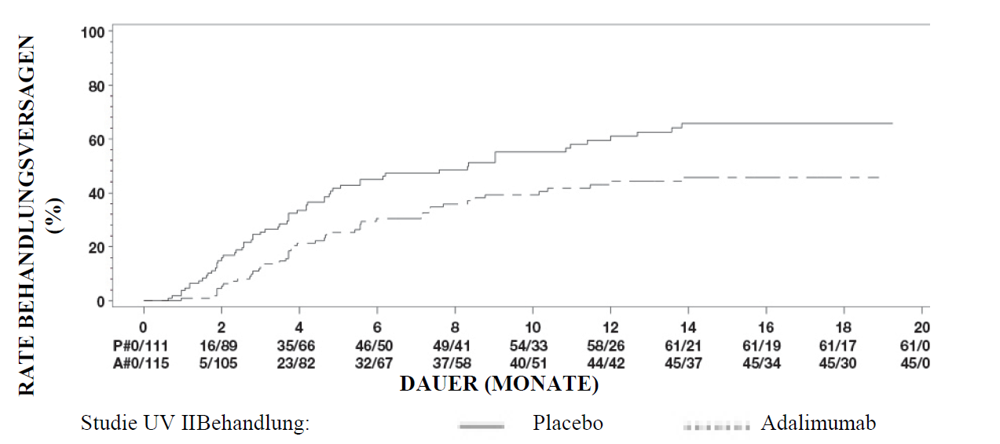 RATE BEHANDLUNGSVERSAGEN
(%)
100
80
60
40
20
0
0 2 4 6 8 10 12 14 16 18 20
P#0/111 16/89 35/66 46/50 49/41 54/33 58/26 61/21 61/19 61/17 61/0
A#0/115 5/105 23/82 32/67 37/58 40/51 44/42 45/37 45/34 45/30 45/0
DAUER (MONATE)
Studie UV IIBehandlung: Placebo Adalimumab